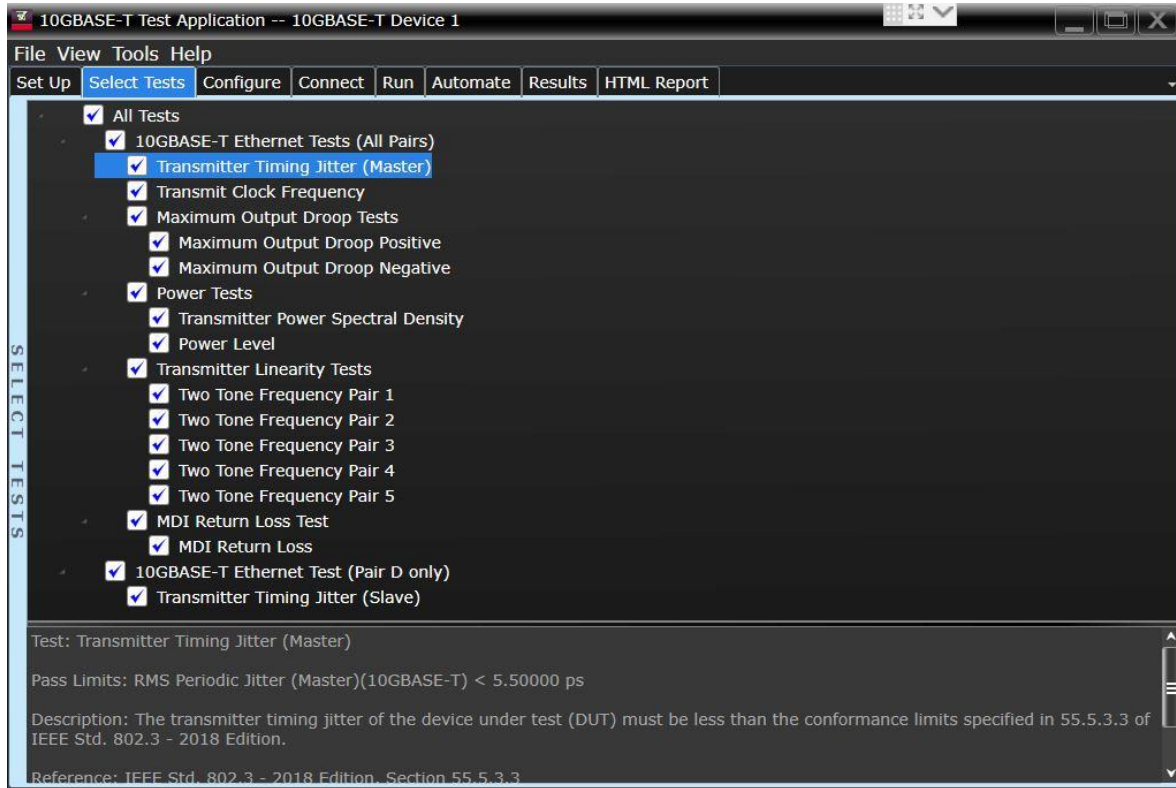 10GBASE-T Test Application -- 10GBASE-T Device 1
File View Tools Help
Set Up Select Tests Configure Connect Run Automate Results HTML Report
All Tests
10GBASE-T Ethernet Tests (All Pairs)
Transmitter Timing Jitter (Master)
Transmit Clock Frequency
Maximum Output Droop Tests
Maximum Output Droop Positive
Maximum Output Droop Negative
Power Tests
Transmitter Power Spectral Density
Power Level
Transmitter Linearity Tests
Two Tone Frequency Pair 1
Two Tone Frequency Pair 2
Two Tone Frequency Pair 3
Two Tone Frequency Pair 4
Two Tone Frequency Pair 5
MDI Return Loss Test
MDI Return Loss
10GBASE-T Ethernet Test (Pair D only)
Transmitter Timing Jitter (Slave)
SELECT TESTS
Test: Transmitter Timing Jitter (Master)
Pass Limits: RMS Periodic Jitter (Master)(10GBASE-T) < 5.50000 ps
Description: The transmitter timing jitter of the device under test (DUT) must be less than the conformance limits specified in 55.5.3.3 of
IEEE Std. 802.3 - 2018 Edition.
Reference: IEEE Std. 802.3 - 2018 Edition. Section 55.5.3.3